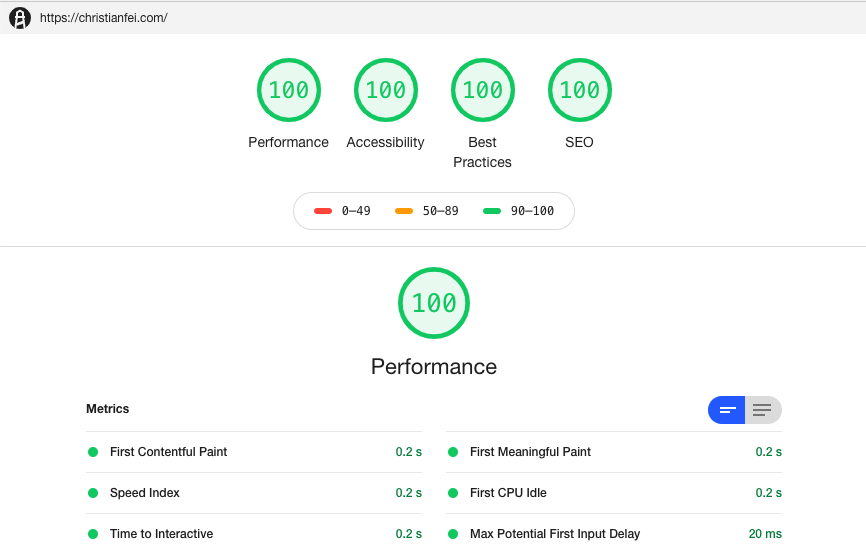 https://christianfei.com/
100 100 100 100
Performance Accessibility Best Practices SEO
0–49 50–89 90–100
100
Performance
Metrics
First Contentful Paint 0.2 s First Meaningful Paint 0.2 s
Speed Index 0.2 s First CPU Idle 0.2 s
Time to Interactive 0.2 s Max Potential First Input Delay 20 ms